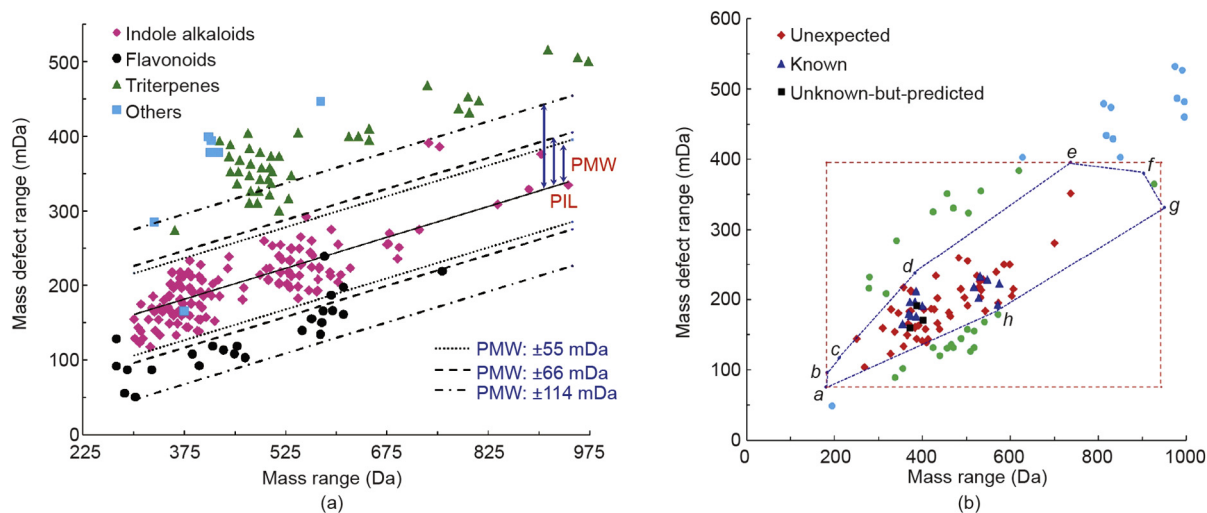 Mass defect range (mDa)
500
400
300
200
100
0
225
375
525
675
825
975
Mass range (Da)
(a)
Indole alkaloids
Flavonoids
Triterpenes
Others
PMW
PIL
PMW: ±55 mDa
PMW: ±66 mDa
PMW: ±114 mDa
Mass defect range (mDa)
600
500
400
300
200
100
0
0
200
400
600
800
1000
Mass range (Da)
(b)
Unexpected
Known
Unknown-but-predicted
e
f
g
d
c
b
a
h